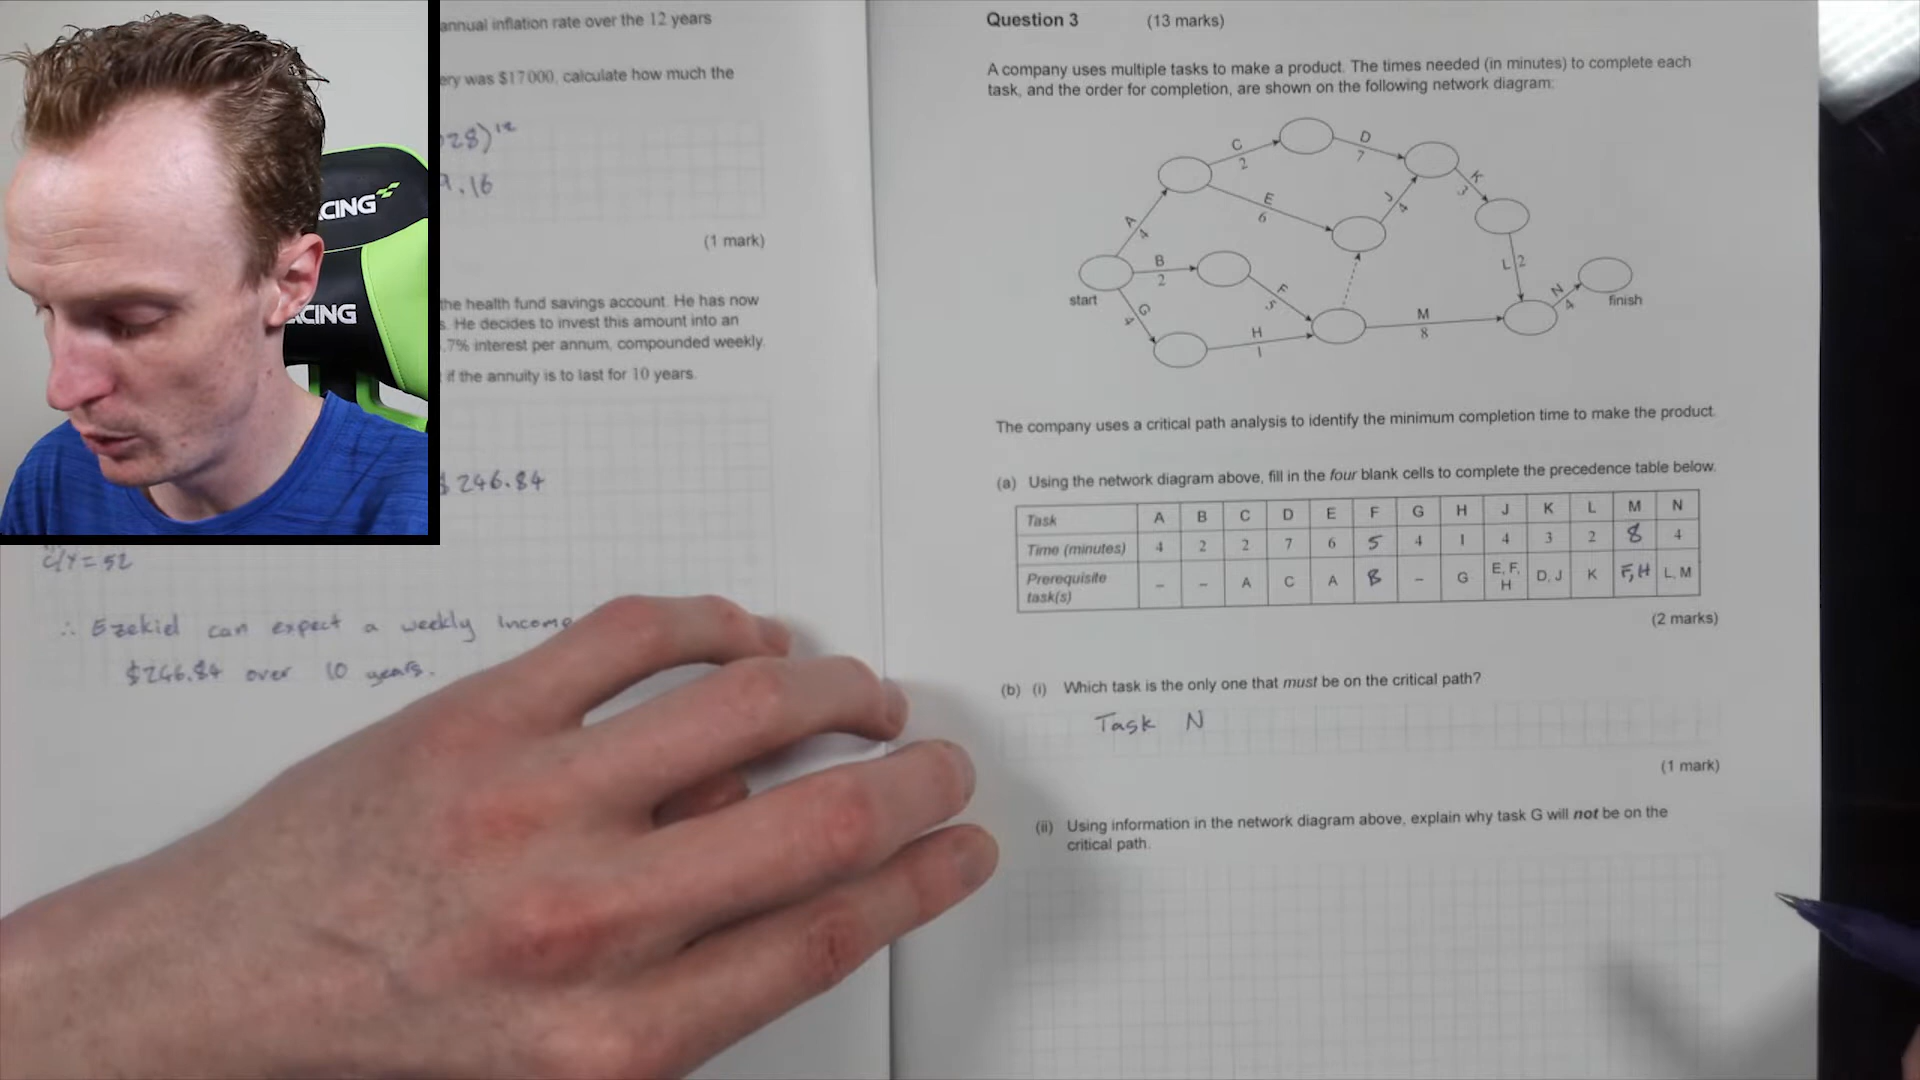 RACING
RACING
annual inflation rate over the 12 years
ery was $17 000, calculate how much the
028)¹²
9.16
(1 mark)
the health fund savings account. He has now
s. He decides to invest this amount into an
.7% interest per annum, compounded weekly.
if the annuity is to last for 10 years.
$ 246.84
C/Y = 52
∴ Ezekiel can expect a weekly income
$246.84 over 10 years.
Question 3 (13 marks)
A company uses multiple tasks to make a product. The times needed (in minutes) to complete each
task, and the order for completion, are shown on the following network diagram:
C 2
D 7
K 3
A 4
E 6
J 4
B 2
F 5
L 2
N 4
start
finish
G 4
H 1
M 8
The company uses a critical path analysis to identify the minimum completion time to make the product.
(a) Using the network diagram above, fill in the four blank cells to complete the precedence table below.
Task A B C D E F G H J K L M N
Time (minutes) 4 2 2 7 6 5 4 1 4 3 2 8 4
Prerequisite task(s) – – A C A B – G E, F, H D, J K F, H L, M
(2 marks)
(b) (i) Which task is the only one that must be on the critical path?
Task N
(1 mark)
(ii) Using information in the network diagram above, explain why task G will not be on the
critical path.